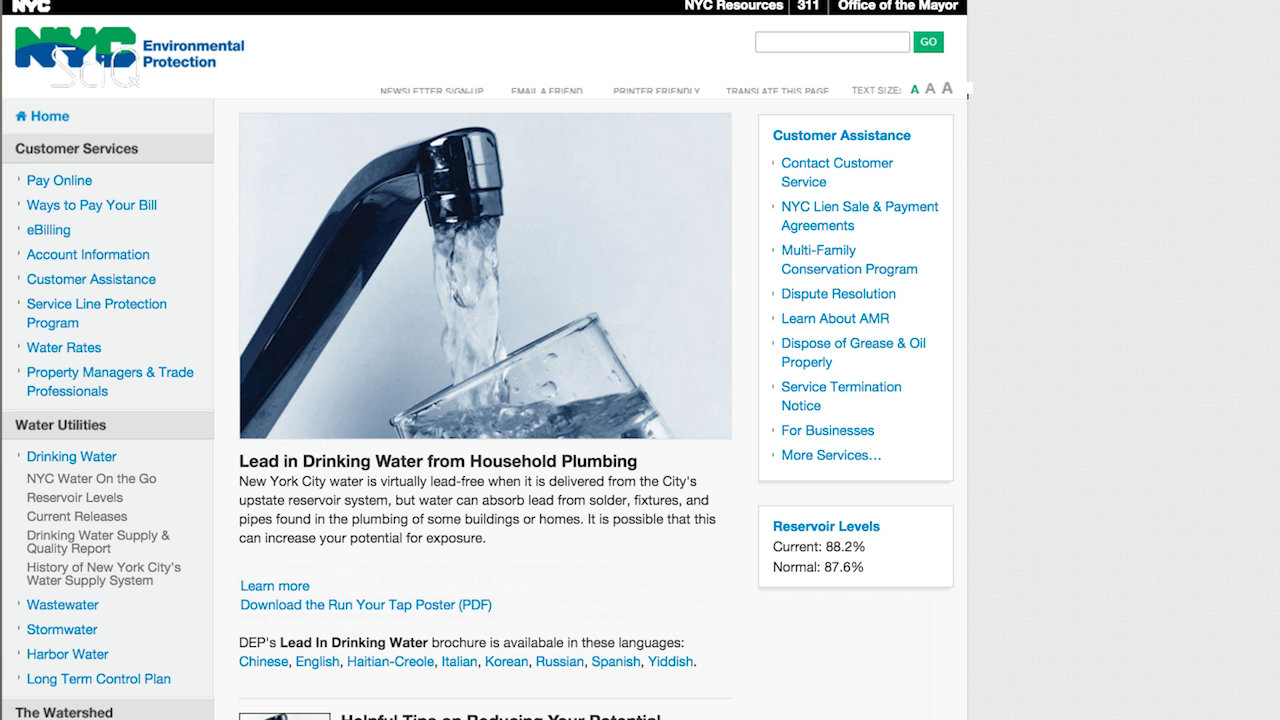 NYC
NYC Resources
311
Office of the Mayor
NYC
Environmental
Protection
SciQ
GO
NEWSLETTER SIGN-UP
EMAIL A FRIEND
PRINTER FRIENDLY
TRANSLATE THIS PAGE
TEXT SIZE: A A A
Home
Customer Services
Pay Online
Ways to Pay Your Bill
eBilling
Account Information
Customer Assistance
Service Line Protection
Program
Water Rates
Property Managers & Trade
Professionals
Water Utilities
Drinking Water
NYC Water On the Go
Reservoir Levels
Current Releases
Drinking Water Supply &
Quality Report
History of New York City's
Water Supply System
Wastewater
Stormwater
Harbor Water
Long Term Control Plan
The Watershed
Lead in Drinking Water from Household Plumbing
New York City water is virtually lead-free when it is delivered from the City's
upstate reservoir system, but water can absorb lead from solder, fixtures, and
pipes found in the plumbing of some buildings or homes. It is possible that this
can increase your potential for exposure.
Learn more
Download the Run Your Tap Poster (PDF)
DEP's Lead In Drinking Water brochure is availabale in these languages:
Chinese, English, Haitian-Creole, Italian, Korean, Russian, Spanish, Yiddish.
Helpful Tips on Reducing Your Potential
Customer Assistance
Contact Customer
Service
NYC Lien Sale & Payment
Agreements
Multi-Family
Conservation Program
Dispute Resolution
Learn About AMR
Dispose of Grease & Oil
Properly
Service Termination
Notice
For Businesses
More Services...
Reservoir Levels
Current: 88.2%
Normal: 87.6%